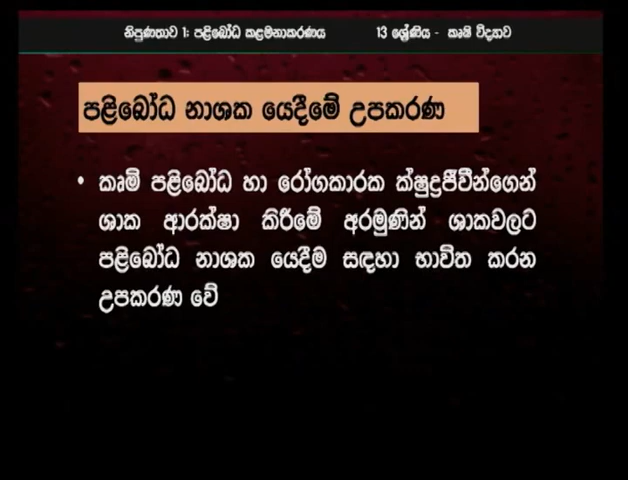 නිපුණතාව 1: පළිබෝධ කළමනාකරණය 13 ශ්‍රේණිය - කෘෂි විද්‍යාව
පළිබෝධ නාශක යෙදීමේ උපකරණ
• කෘමි පළිබෝධ හා රෝගකාරක ක්ෂුද්‍රජීවීන්ගෙන්
ශාක ආරක්ෂා කිරීමේ අරමුණින් ශාකවලට
පළිබෝධ නාශක යෙදීම සඳහා භාවිත කරන
උපකරණ වේ